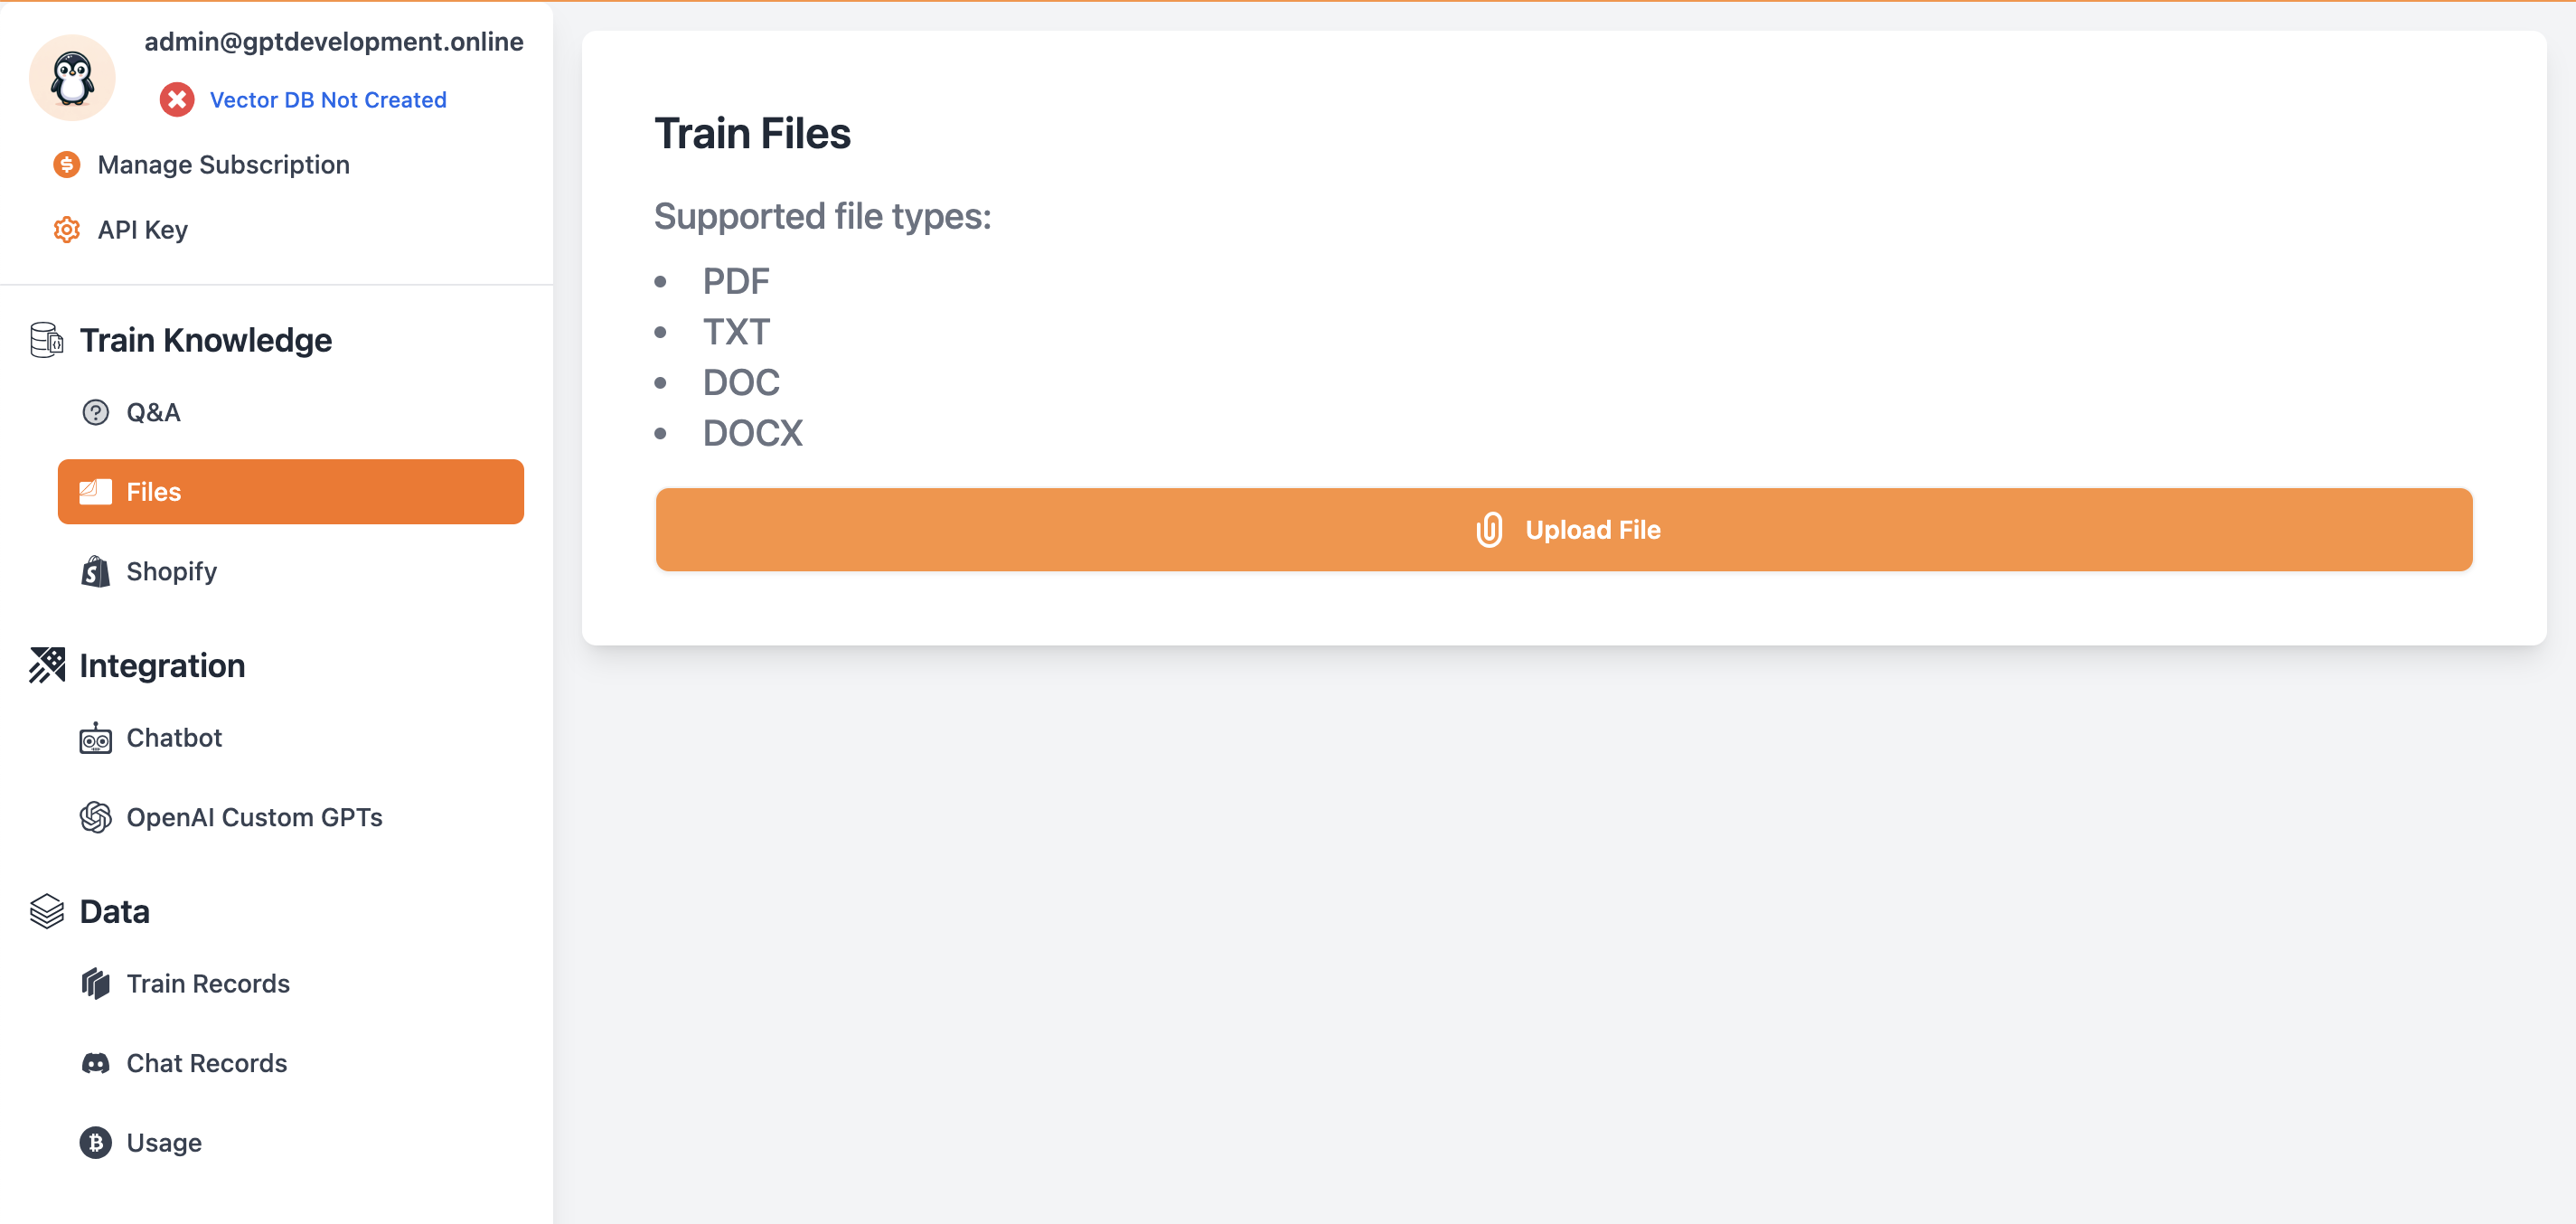 admin@gptdevelopment.online
Vector DB Not Created
Manage Subscription
API Key
Train Knowledge
Q&A
Files
Shopify
Integration
Chatbot
OpenAI Custom GPTs
Data
Train Records
Chat Records
Usage
Train Files
Supported file types:
• PDF
• TXT
• DOC
• DOCX
Upload File